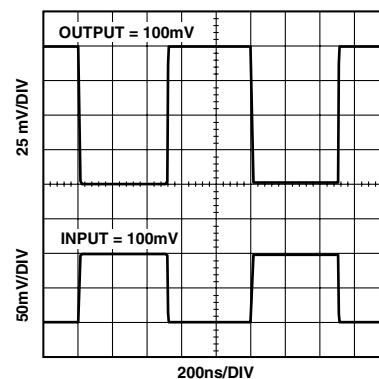 OUTPUT = 100mV
25 mV/DIV
INPUT = 100mV
50mV/DIV
200ns/DIV